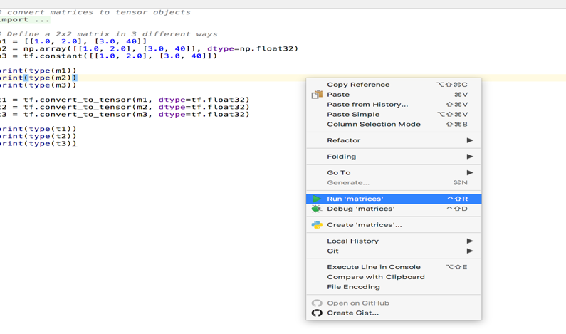 convert matrices to tensor objects
import ...
Define a 2x2 matrix in 3 different ways
m1 = [[1.0, 2.0], [3.0, 40]]
m2 = np.array([[1.0, 2.0], [3.0, 40]], dtype=np.float32)
m3 = tf.constant([[1.0, 2.0], [3.0, 40]])
print(type(m1))
print(type(m2))
print(type(m3))
t1 = tf.convert_to_tensor(m1, dtype=tf.float32)
t2 = tf.convert_to_tensor(m2, dtype=tf.float32)
t3 = tf.convert_to_tensor(m3, dtype=tf.float32)
print(type(t1))
print(type(t2))
print(type(t3))
Copy Reference ⌥⇧⌘C
Paste ⌘V
Paste from History... ⇧⌘V
Paste Simple ⌥⇧⌘V
Column Selection Mode ⇧⌘8
Refactor
Folding
Go To
Generate... ⌘N
Run 'matrices' ^⇧R
Debug 'matrices' ^⇧D
Create 'matrices'...
Local History
Git
Execute Line in Console ⌥⇧E
Compare with Clipboard
File Encoding
Open on GitHub
Create Gist...